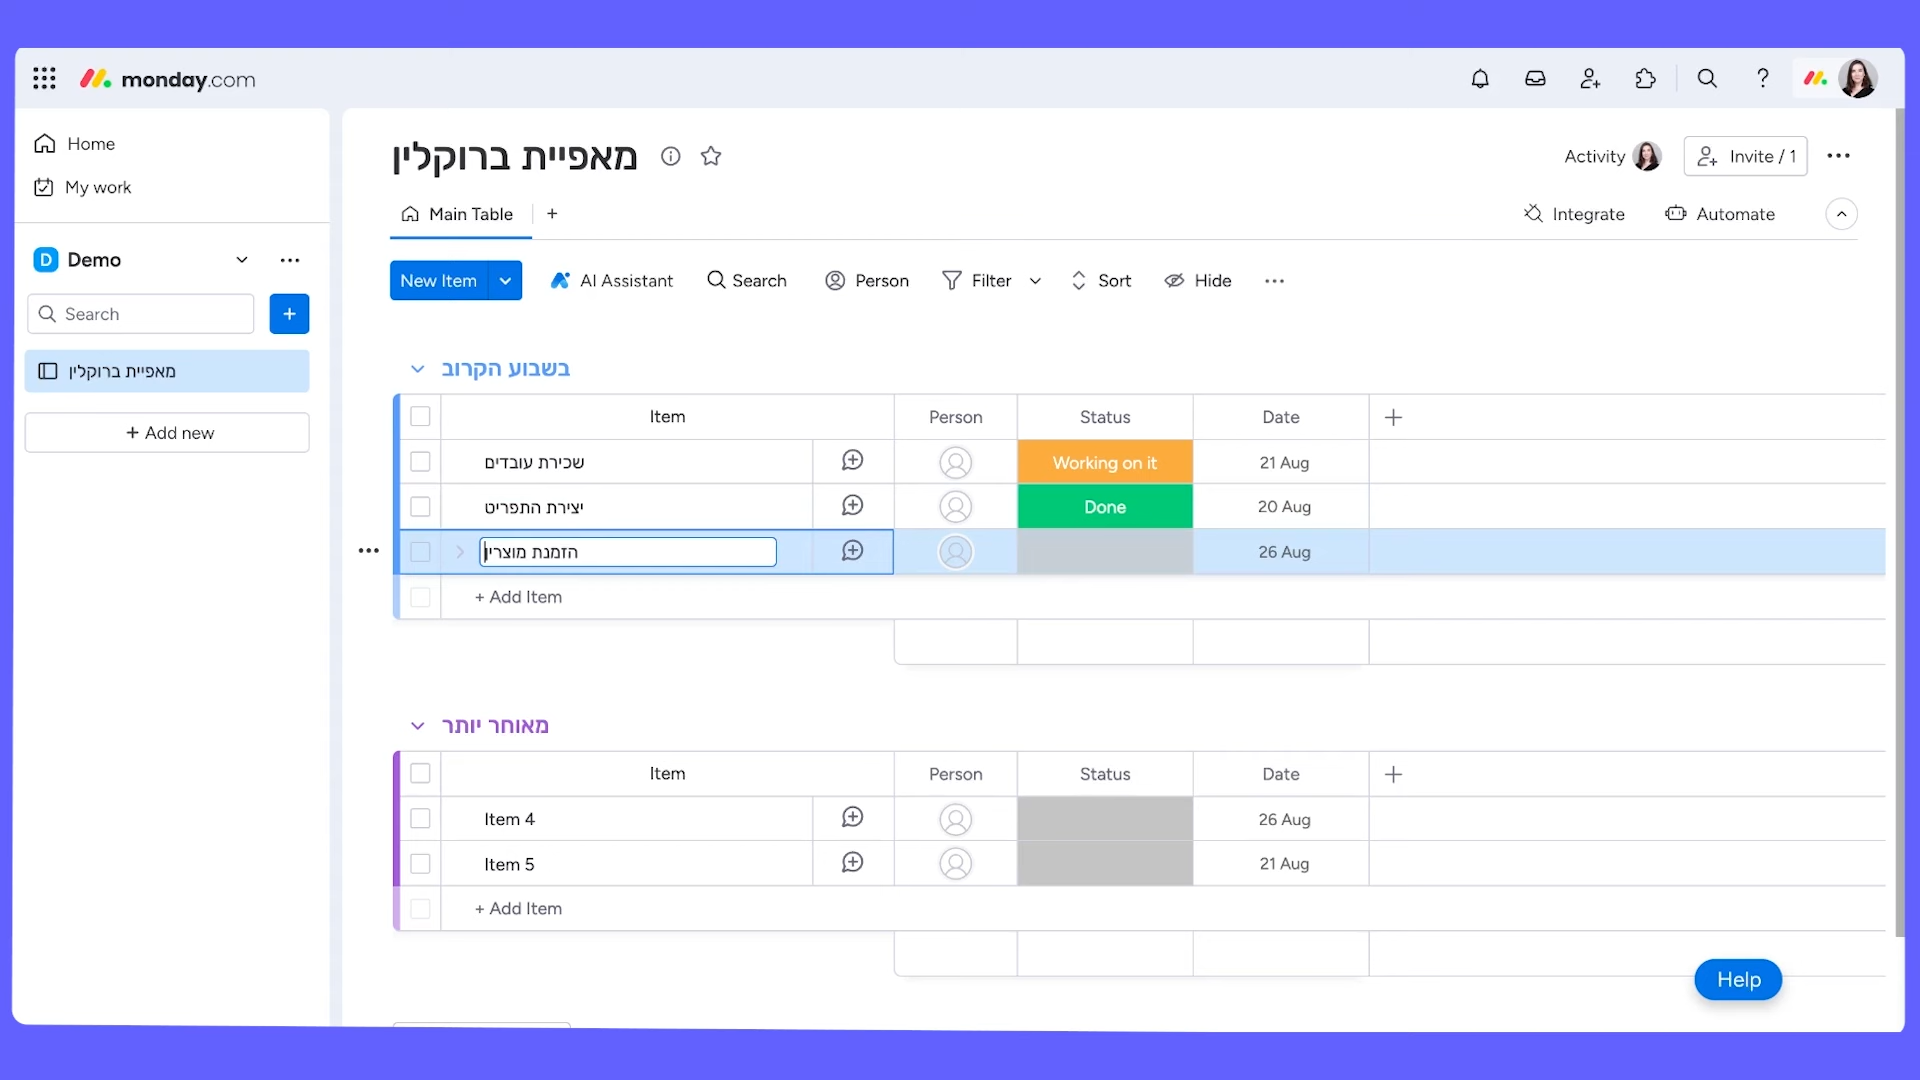 monday.com
Home
My work
D Demo
Search
מאפיית ברוקלין
+ Add new
מאפיית ברוקלין
Activity
Invite / 1
Main Table
Integrate
Automate
New Item
AI Assistant
Search
Person
Filter
Sort
Hide
בשבוע הקרוב
Item Person Status Date
שכירת עובדים Working on it 21 Aug
יצירת התפריט Done 20 Aug
הזמנת מוצרין 26 Aug
+ Add Item
מאוחר יותר
Item Person Status Date
Item 4 26 Aug
Item 5 21 Aug
+ Add Item
Help